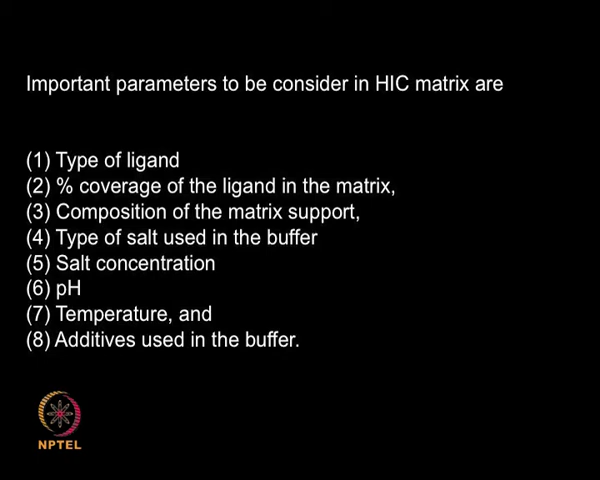 Important parameters to be consider in HIC matrix are
(1) Type of ligand
(2) % coverage of the ligand in the matrix,
(3) Composition of the matrix support,
(4) Type of salt used in the buffer
(5) Salt concentration
(6) pH
(7) Temperature, and
(8) Additives used in the buffer.
NPTEL